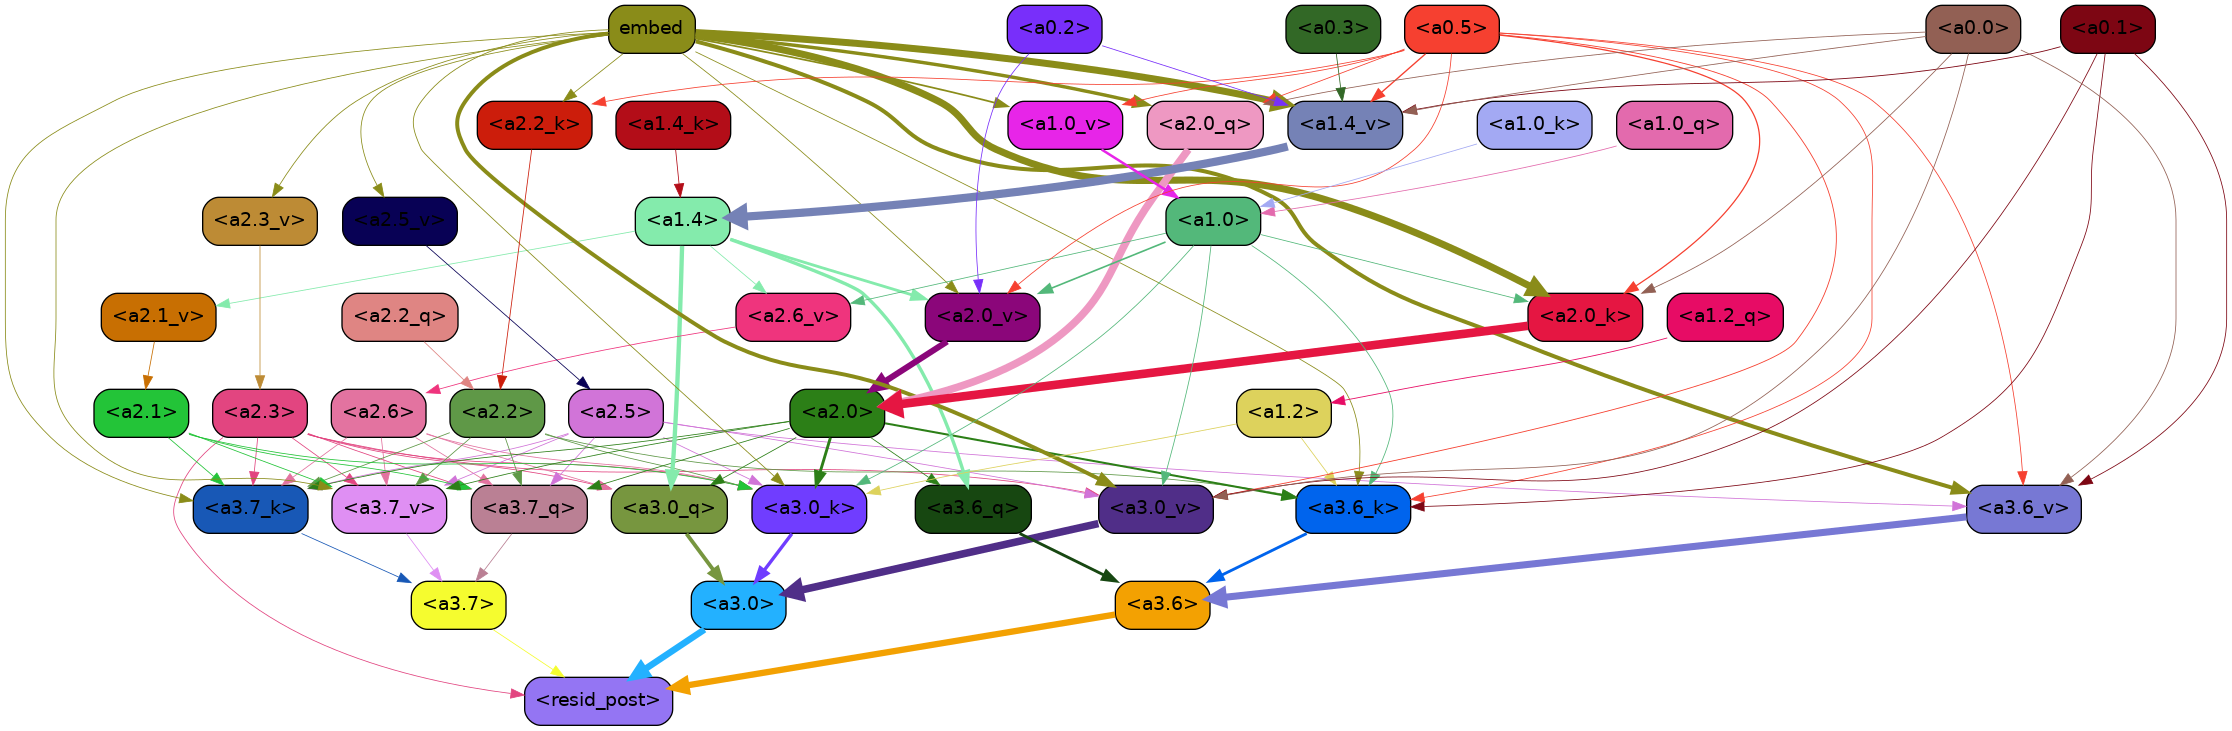 embed
<a0.2>
<a0.3>
<a0.5>
<a0.0>
<a0.1>
<a2.2_k>
<a1.4_k>
<a1.0_v>
<a2.0_q>
<a1.4_v>
<a1.0_k>
<a1.0_q>
<a2.3_v>
<a2.5_v>
<a1.4>
<a1.0>
<a2.1_v>
<a2.2_q>
<a2.6_v>
<a2.0_v>
<a2.0_k>
<a1.2_q>
<a2.1>
<a2.3>
<a2.6>
<a2.2>
<a2.5>
<a2.0>
<a1.2>
<a3.7_k>
<a3.7_v>
<a3.7_q>
<a3.0_q>
<a3.0_k>
<a3.6_q>
<a3.0_v>
<a3.6_k>
<a3.6_v>
<a3.7>
<a3.0>
<a3.6>
<resid_post>